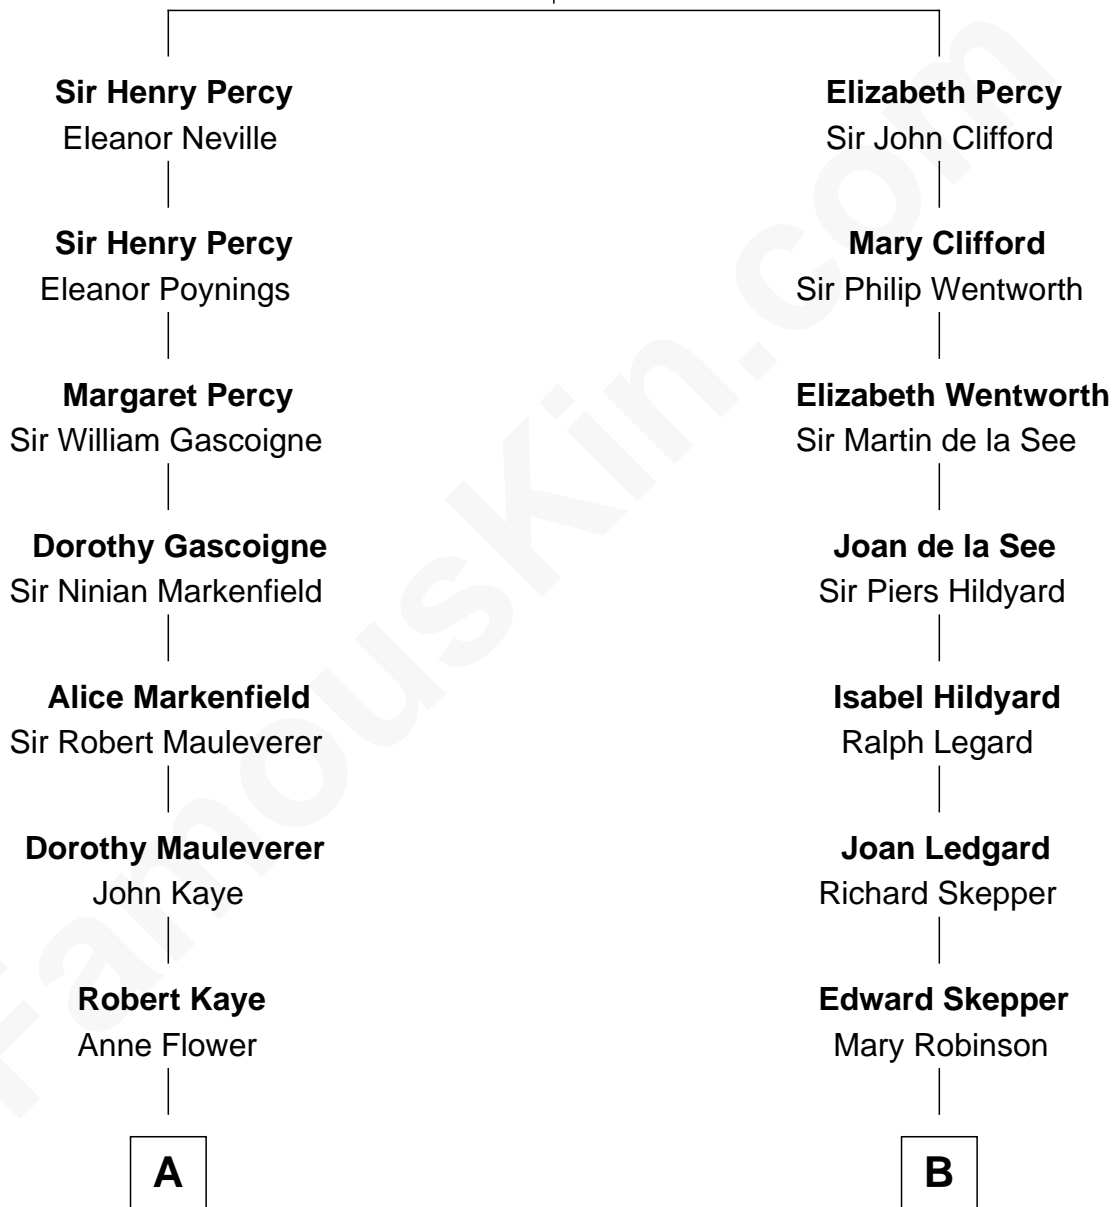 Sir Henry Percy
Eleanor Neville
Sir Henry Percy
Eleanor Poynings
Margaret Percy
Sir William Gascoigne
Dorothy Gascoigne
Sir Ninian Markenfield
Alice Markenfield
Sir Robert Mauleverer
Dorothy Mauleverer
John Kaye
Robert Kaye
Anne Flower
A
Elizabeth Percy
Sir John Clifford
Mary Clifford
Sir Philip Wentworth
Elizabeth Wentworth
Sir Martin de la See
Joan de la See
Sir Piers Hildyard
Isabel Hildyard
Ralph Legard
Joan Ledgard
Richard Skepper
Edward Skepper
Mary Robinson
B
FamousKin.com